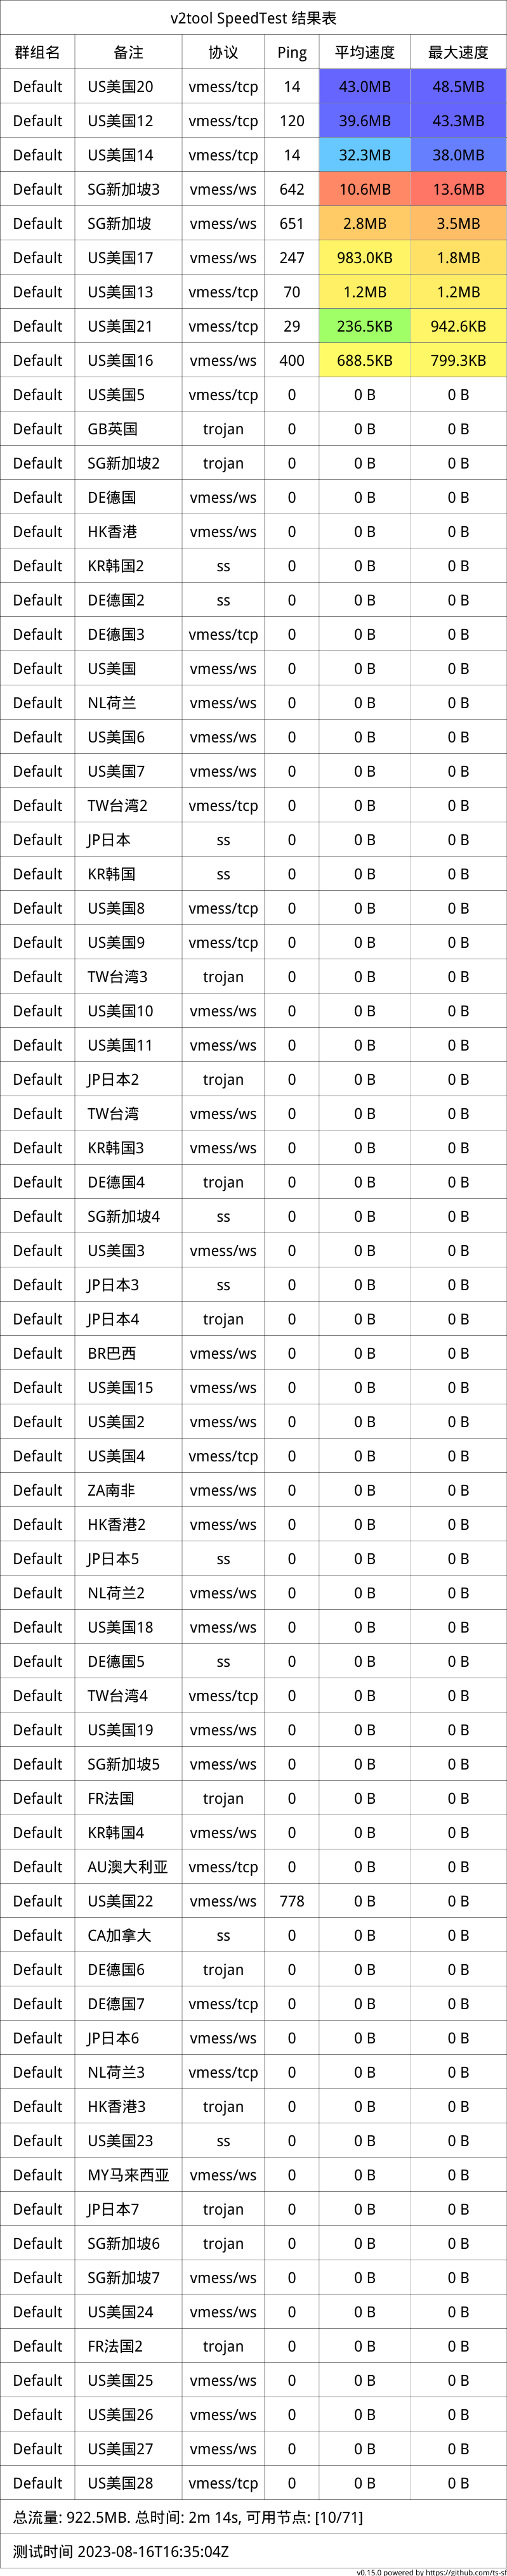 v2tool SpeedTest 结果表
群组名 备注 协议 Ping 平均速度 最大速度
Default US美国20 vmess/tcp 14 43.0MB 48.5MB
Default US美国12 vmess/tcp 120 39.6MB 43.3MB
Default US美国14 vmess/tcp 14 32.3MB 38.0MB
Default SG新加坡3 vmess/ws 642 10.6MB 13.6MB
Default SG新加坡 vmess/ws 651 2.8MB 3.5MB
Default US美国17 vmess/ws 247 983.0KB 1.8MB
Default US美国13 vmess/tcp 70 1.2MB 1.2MB
Default US美国21 vmess/tcp 29 236.5KB 942.6KB
Default US美国16 vmess/ws 400 688.5KB 799.3KB
Default US美国5 vmess/tcp 0 0 B 0 B
Default GB英国 trojan 0 0 B 0 B
Default SG新加坡2 trojan 0 0 B 0 B
Default DE德国 vmess/ws 0 0 B 0 B
Default HK香港 vmess/ws 0 0 B 0 B
Default KR韩国2 ss 0 0 B 0 B
Default DE德国2 ss 0 0 B 0 B
Default DE德国3 vmess/tcp 0 0 B 0 B
Default US美国 vmess/ws 0 0 B 0 B
Default NL荷兰 vmess/ws 0 0 B 0 B
Default US美国6 vmess/ws 0 0 B 0 B
Default US美国7 vmess/ws 0 0 B 0 B
Default TW台湾2 vmess/tcp 0 0 B 0 B
Default JP日本 ss 0 0 B 0 B
Default KR韩国 ss 0 0 B 0 B
Default US美国8 vmess/tcp 0 0 B 0 B
Default US美国9 vmess/tcp 0 0 B 0 B
Default TW台湾3 trojan 0 0 B 0 B
Default US美国10 vmess/ws 0 0 B 0 B
Default US美国11 vmess/ws 0 0 B 0 B
Default JP日本2 trojan 0 0 B 0 B
Default TW台湾 vmess/ws 0 0 B 0 B
Default KR韩国3 vmess/ws 0 0 B 0 B
Default DE德国4 trojan 0 0 B 0 B
Default SG新加坡4 ss 0 0 B 0 B
Default US美国3 vmess/ws 0 0 B 0 B
Default JP日本3 ss 0 0 B 0 B
Default JP日本4 trojan 0 0 B 0 B
Default BR巴西 vmess/ws 0 0 B 0 B
Default US美国15 vmess/ws 0 0 B 0 B
Default US美国2 vmess/ws 0 0 B 0 B
Default US美国4 vmess/tcp 0 0 B 0 B
Default ZA南非 vmess/ws 0 0 B 0 B
Default HK香港2 vmess/ws 0 0 B 0 B
Default JP日本5 ss 0 0 B 0 B
Default NL荷兰2 vmess/ws 0 0 B 0 B
Default US美国18 vmess/ws 0 0 B 0 B
Default DE德国5 ss 0 0 B 0 B
Default TW台湾4 vmess/tcp 0 0 B 0 B
Default US美国19 vmess/ws 0 0 B 0 B
Default SG新加坡5 vmess/ws 0 0 B 0 B
Default FR法国 trojan 0 0 B 0 B
Default KR韩国4 vmess/ws 0 0 B 0 B
Default AU澳大利亚 vmess/tcp 0 0 B 0 B
Default US美国22 vmess/ws 778 0 B 0 B
Default CA加拿大 ss 0 0 B 0 B
Default DE德国6 trojan 0 0 B 0 B
Default DE德国7 vmess/tcp 0 0 B 0 B
Default JP日本6 vmess/ws 0 0 B 0 B
Default NL荷兰3 vmess/tcp 0 0 B 0 B
Default HK香港3 trojan 0 0 B 0 B
Default US美国23 ss 0 0 B 0 B
Default MY马来西亚 vmess/ws 0 0 B 0 B
Default JP日本7 trojan 0 0 B 0 B
Default SG新加坡6 trojan 0 0 B 0 B
Default SG新加坡7 vmess/ws 0 0 B 0 B
Default US美国24 vmess/ws 0 0 B 0 B
Default FR法国2 trojan 0 0 B 0 B
Default US美国25 vmess/ws 0 0 B 0 B
Default US美国26 vmess/ws 0 0 B 0 B
Default US美国27 vmess/ws 0 0 B 0 B
Default US美国28 vmess/tcp 0 0 B 0 B
总流量: 922.5MB. 总时间: 2m 14s, 可用节点: [10/71]
测试时间 2023-08-16T16:35:04Z
v0.15.0 powered by https://github.com/ts-sf